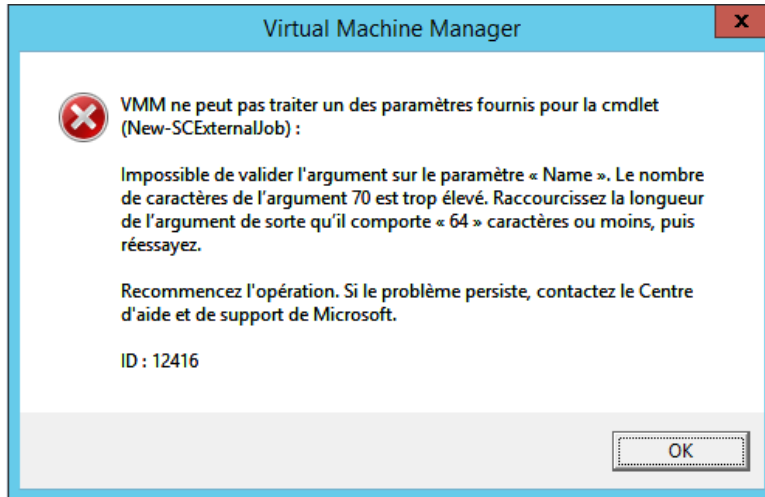 Virtual Machine Manager
x
VMM ne peut pas traiter un des paramètres fournis pour la cmdlet
(New-SCExternalJob) :
Impossible de valider l'argument sur le paramètre « Name ». Le nombre
de caractères de l’argument 70 est trop élevé. Raccourcissez la longueur
de l’argument de sorte qu’il comporte « 64 » caractères ou moins, puis
réessayez.
Recommencez l'opération. Si le problème persiste, contactez le Centre
d'aide et de support de Microsoft.
ID : 12416
OK